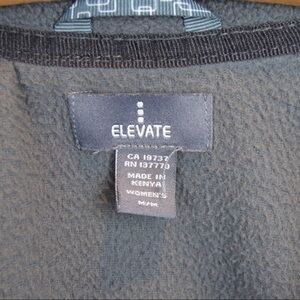 ELEVATE
CA 19737
RN 137770
MADE IN
KENYA
WOMEN'S
M/M